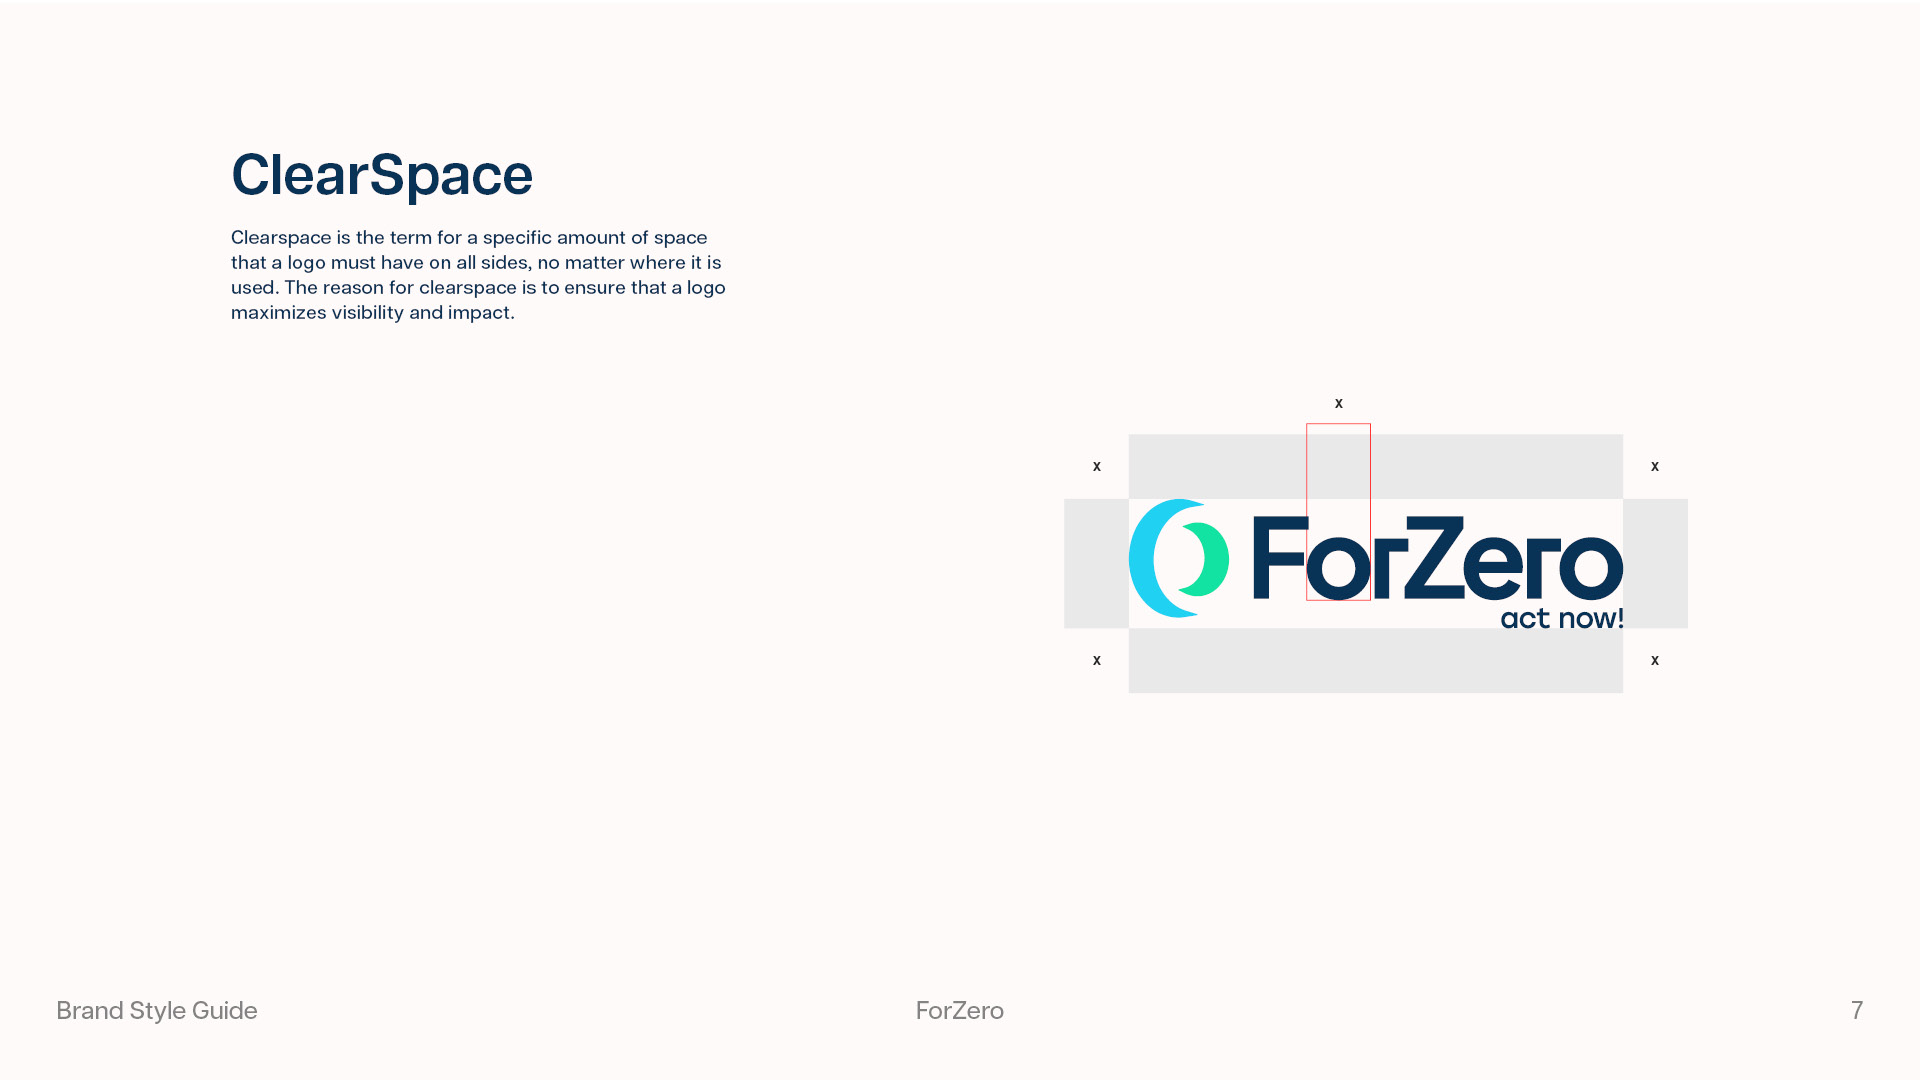 ClearSpace
Clearspace is the term for a specific amount of space
that a logo must have on all sides, no matter where it is
used. The reason for clearspace is to ensure that a logo
maximizes visibility and impact.
x
x
x
ForZero
act now!
x
x
Brand Style Guide
ForZero
7